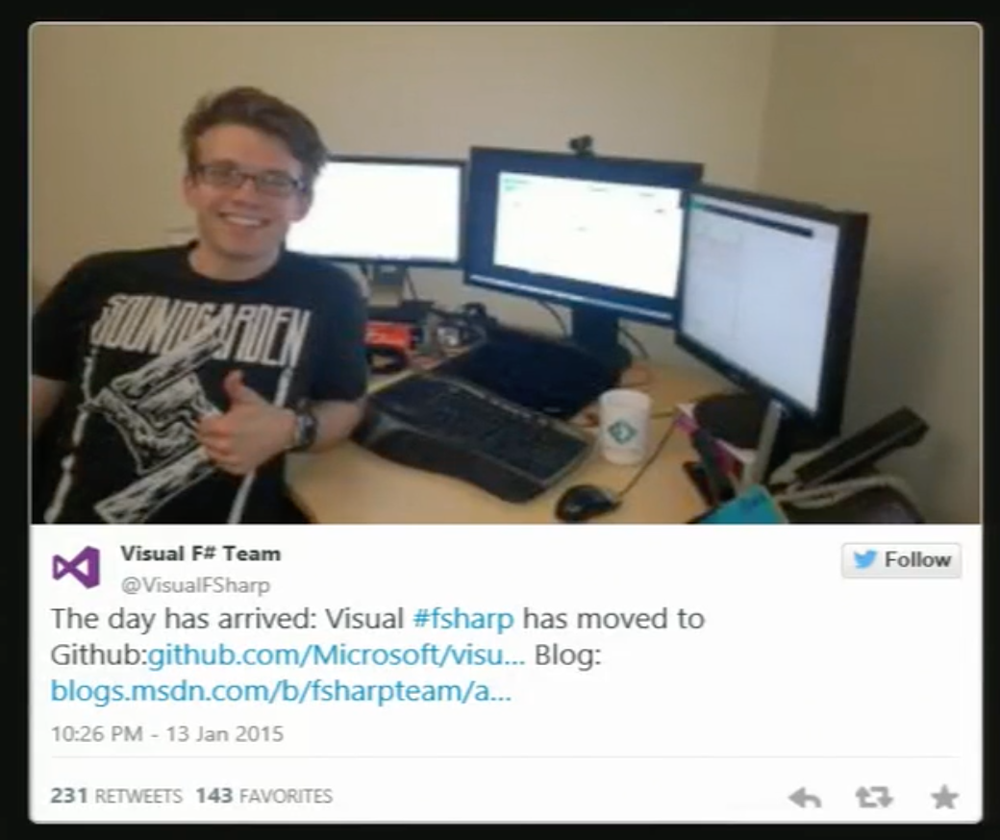 SOUNDGARDEN
Visual F# Team
@VisualFSharp
Follow
The day has arrived: Visual #fsharp has moved to
Github:github.com/Microsoft/visu... Blog:
blogs.msdn.com/b/fsharpteam/a...
10:26 PM - 13 Jan 2015
231 RETWEETS 143 FAVORITES